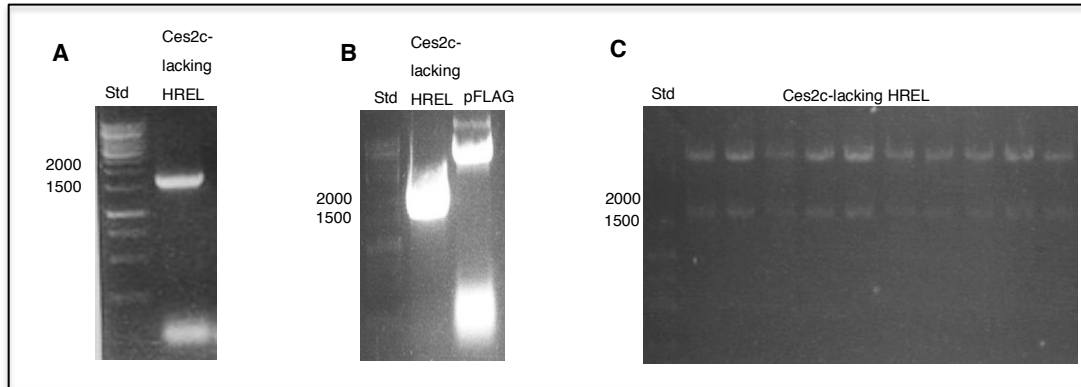 A
Ces2c-
lacking
Std
HREL
2000
1500
B
Ces2c-
lacking
Std
HREL
pFLAG
2000
1500
C
Std
Ces2c-lacking HREL
2000
1500